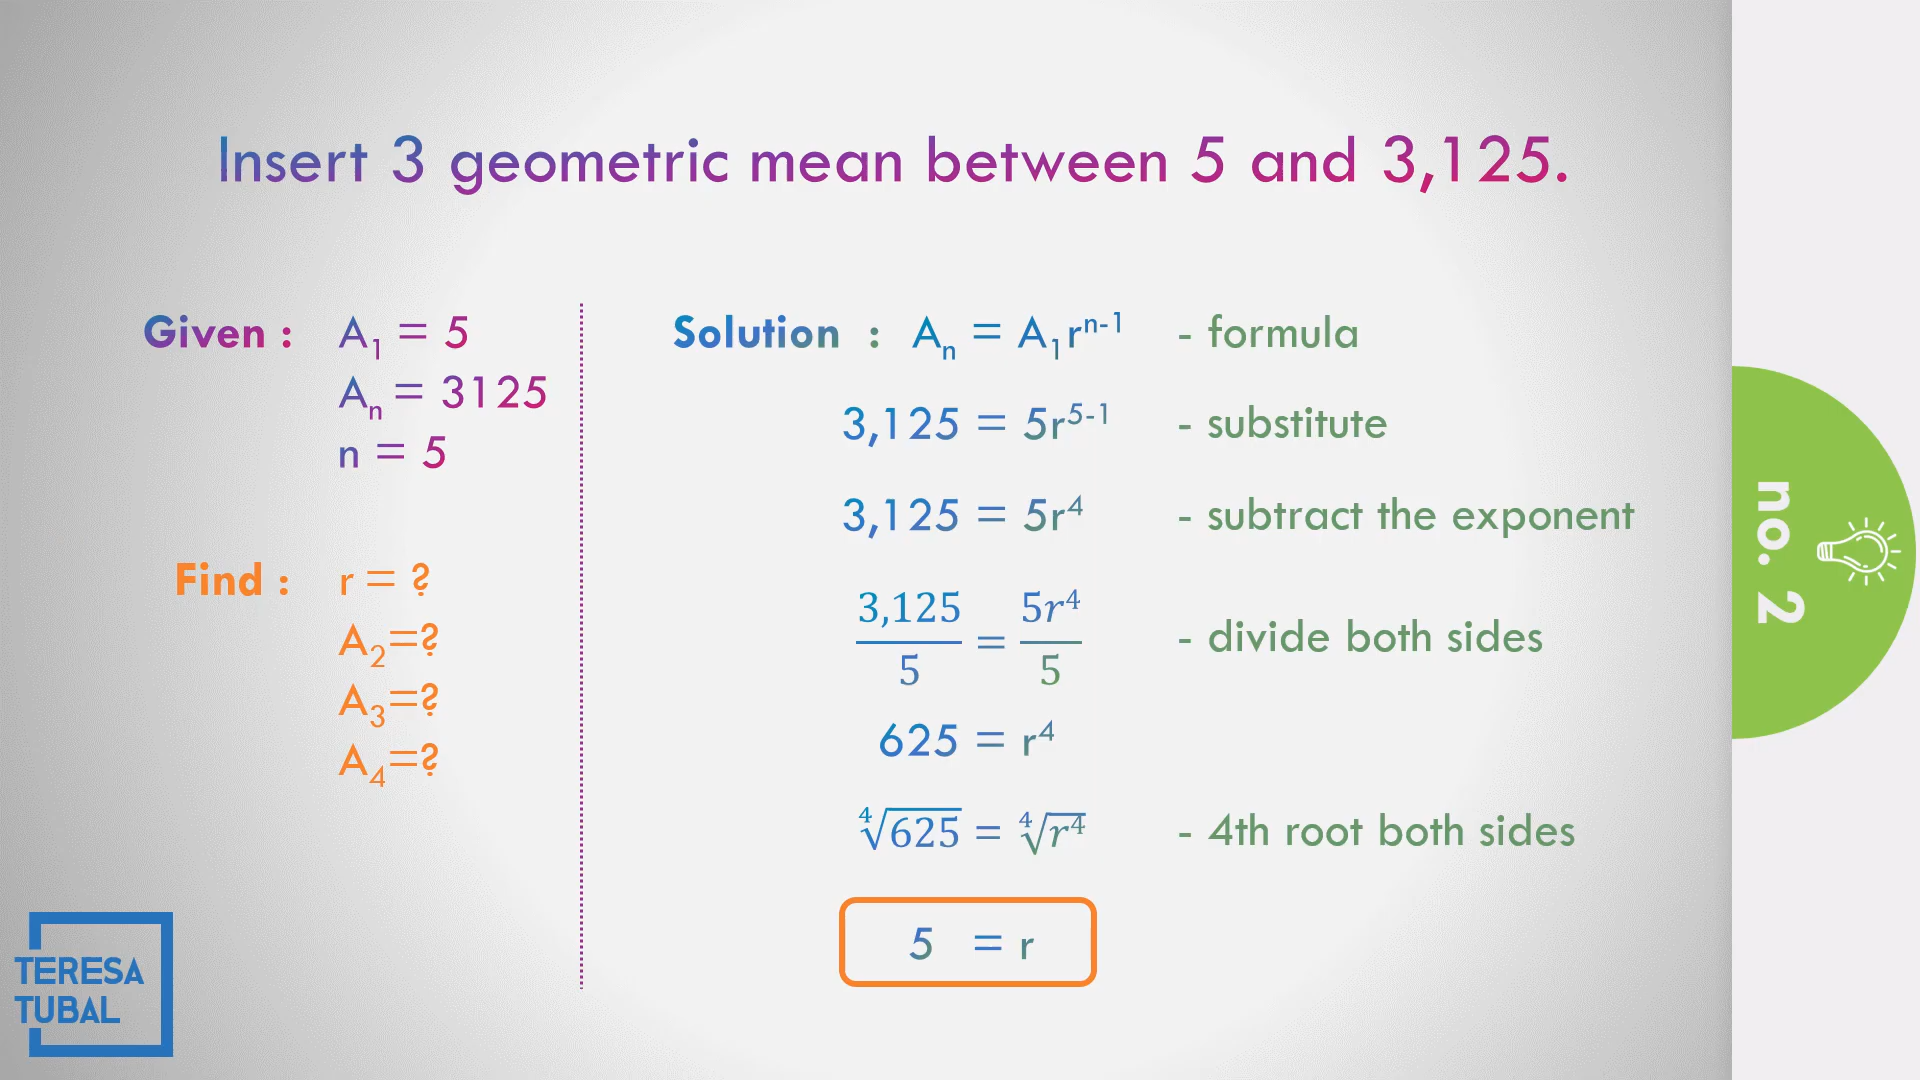 Insert 3 geometric mean between 5 and 3,125.
Given : A₁ = 5
Aₙ = 3125
n = 5
Find : r = ?
A₂=?
A₃=?
A₄=?
Solution : Aₙ = A₁rⁿ⁻¹ - formula
3,125 = 5r⁵⁻¹ - substitute
3,125 = 5r⁴ - subtract the exponent
3,125/5 = 5r⁴/5 - divide both sides
625 = r⁴
⁴√625 = ⁴√r⁴ - 4th root both sides
5 = r
no. 2
TERESA
TUBAL